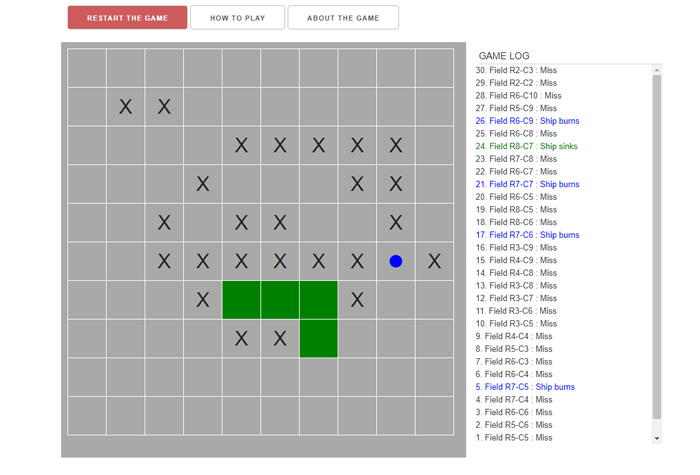 RESTART THE GAME
HOW TO PLAY
ABOUT THE GAME
X X
X X X X X
X X X
X X X X
X X X X X X X
X X
X X
GAME LOG
30. Field R2-C3 : Miss
29. Field R2-C2 : Miss
28. Field R6-C10 : Miss
27. Field R5-C9 : Miss
26. Field R6-C9 : Ship burns
25. Field R6-C8 : Miss
24. Field R8-C7 : Ship sinks
23. Field R7-C8 : Miss
22. Field R6-C7 : Miss
21. Field R7-C7 : Ship burns
20. Field R6-C5 : Miss
19. Field R8-C5 : Miss
18. Field R8-C6 : Miss
17. Field R7-C6 : Ship burns
16. Field R3-C9 : Miss
15. Field R4-C9 : Miss
14. Field R4-C8 : Miss
13. Field R3-C8 : Miss
12. Field R3-C7 : Miss
11. Field R3-C6 : Miss
10. Field R3-C5 : Miss
9. Field R4-C4 : Miss
8. Field R5-C3 : Miss
7. Field R6-C3 : Miss
6. Field R6-C4 : Miss
5. Field R7-C5 : Ship burns
4. Field R7-C4 : Miss
3. Field R6-C6 : Miss
2. Field R5-C6 : Miss
1. Field R5-C5 : Miss